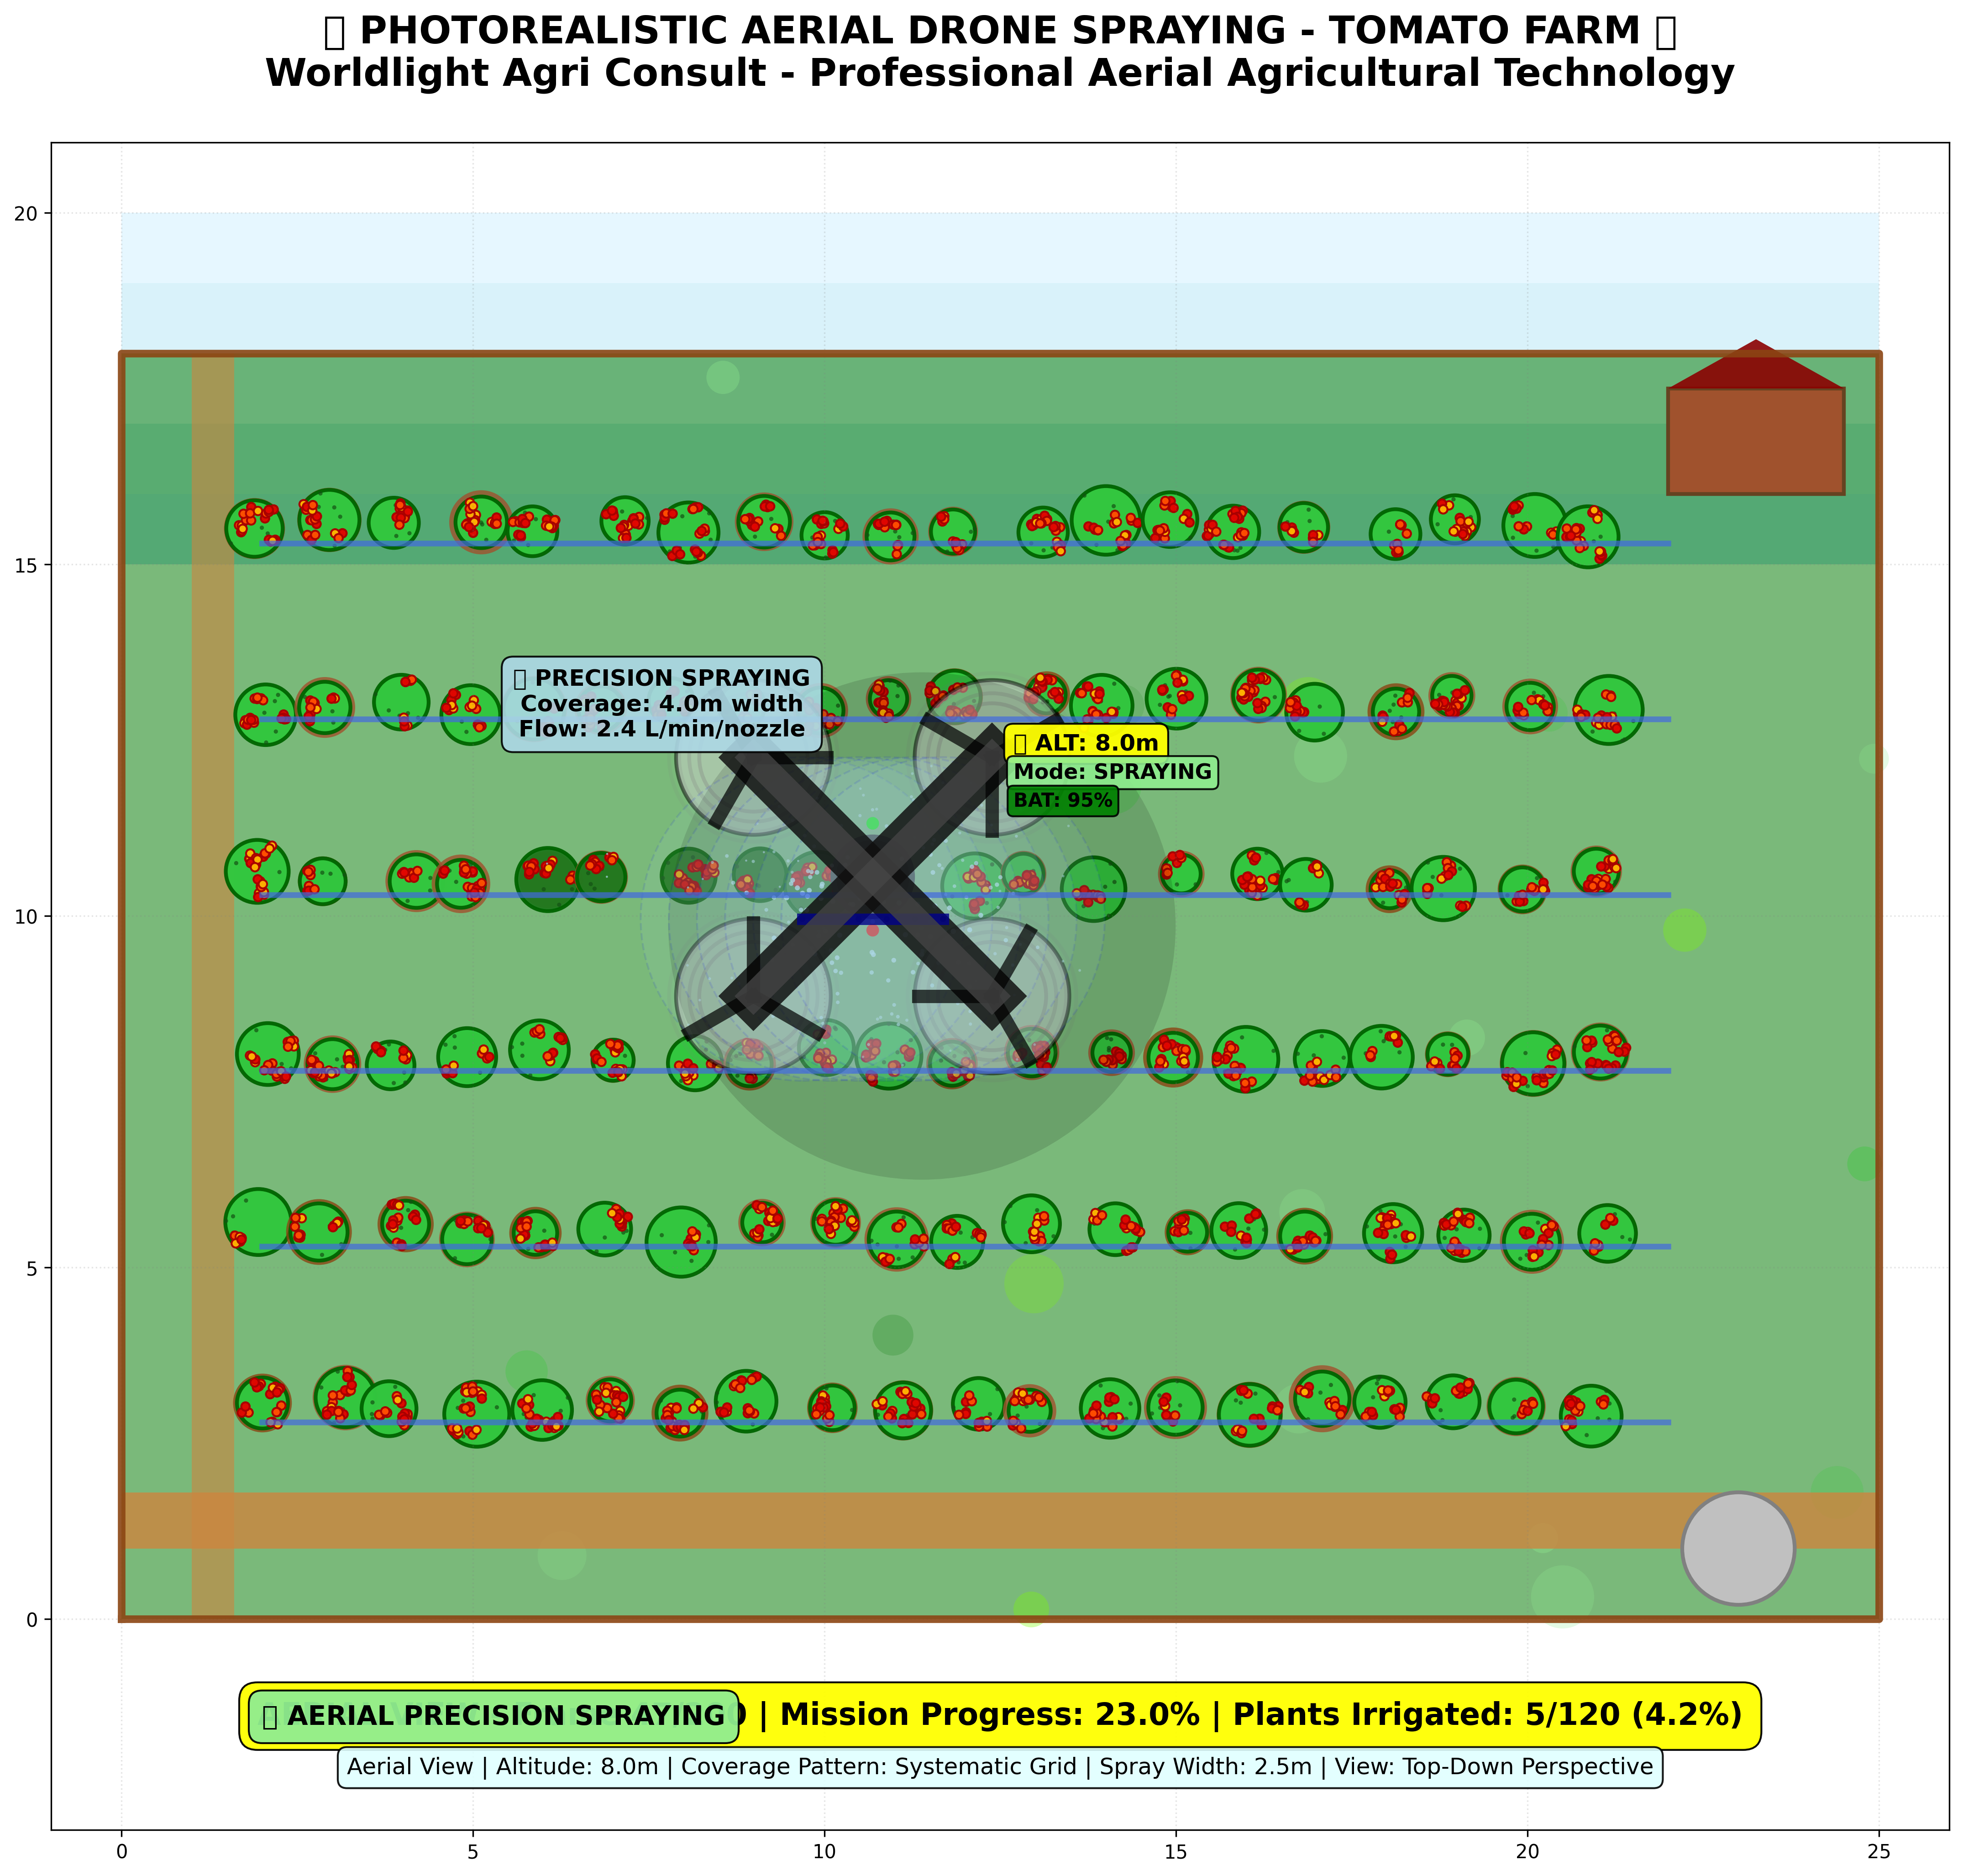 ▯ PHOTOREALISTIC AERIAL DRONE SPRAYING - TOMATO FARM ▯
Worldlight Agri Consult - Professional Aerial Agricultural Technology
20
15
10
5
0
▯ PRECISION SPRAYING
Coverage: 4.0m width
Flow: 2.4 L/min/nozzle
▯ ALT: 8.0m
Mode: SPRAYING
BAT: 95%
▯ AERIAL PRECISION SPRAYING
0 | Mission Progress: 23.0% | Plants Irrigated: 5/120 (4.2%)
Aerial View | Altitude: 8.0m | Coverage Pattern: Systematic Grid | Spray Width: 2.5m | View: Top-Down Perspective
0 5 10 15 20 25